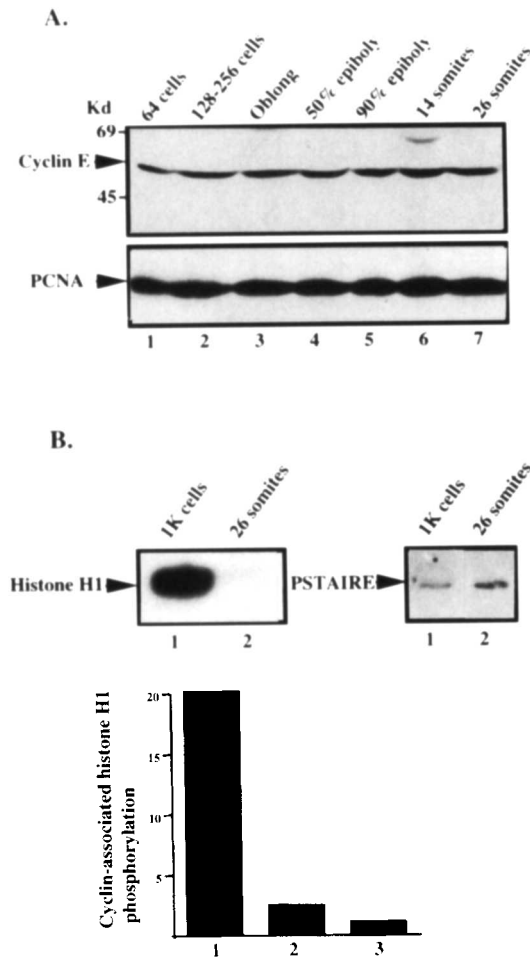 A.
64 cells
128-256 cells
Oblong
50% epiboly
90% epiboly
14 somites
26 somites
Kd
69
Cyclin E
45
PCNA
1 2 3 4 5 6 7
B.
1K cells
26 somites
1K cells
26 somites
Histone H1
PSTAIRE
1 2
1 2
Cyclin-associated histone H1
phosphorylation
20
15
10
5
1 2 3